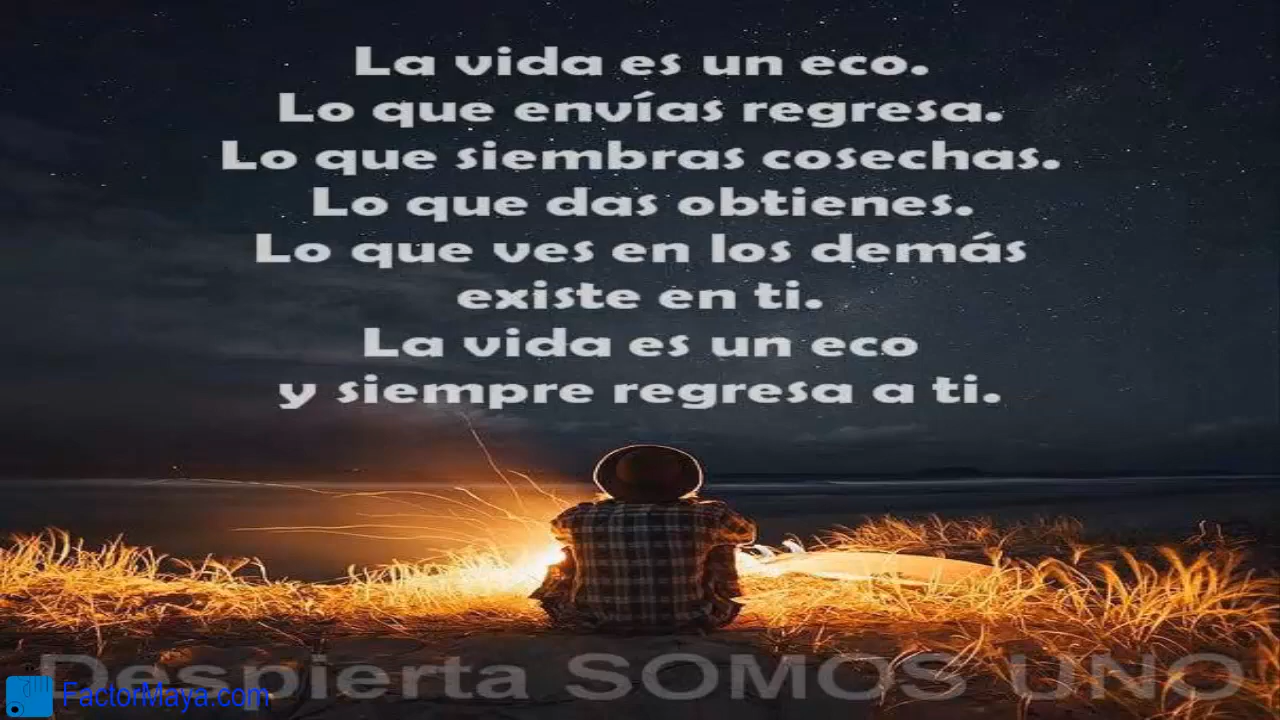 La vida es un eco.
Lo que envías regresa.
Lo que siembras cosechas.
Lo que das obtienes.
Lo que ves en los demás
existe en ti.
La vida es un eco
y siempre regresa a ti.
Despierta SOMOS UNO
FactorMaya.com